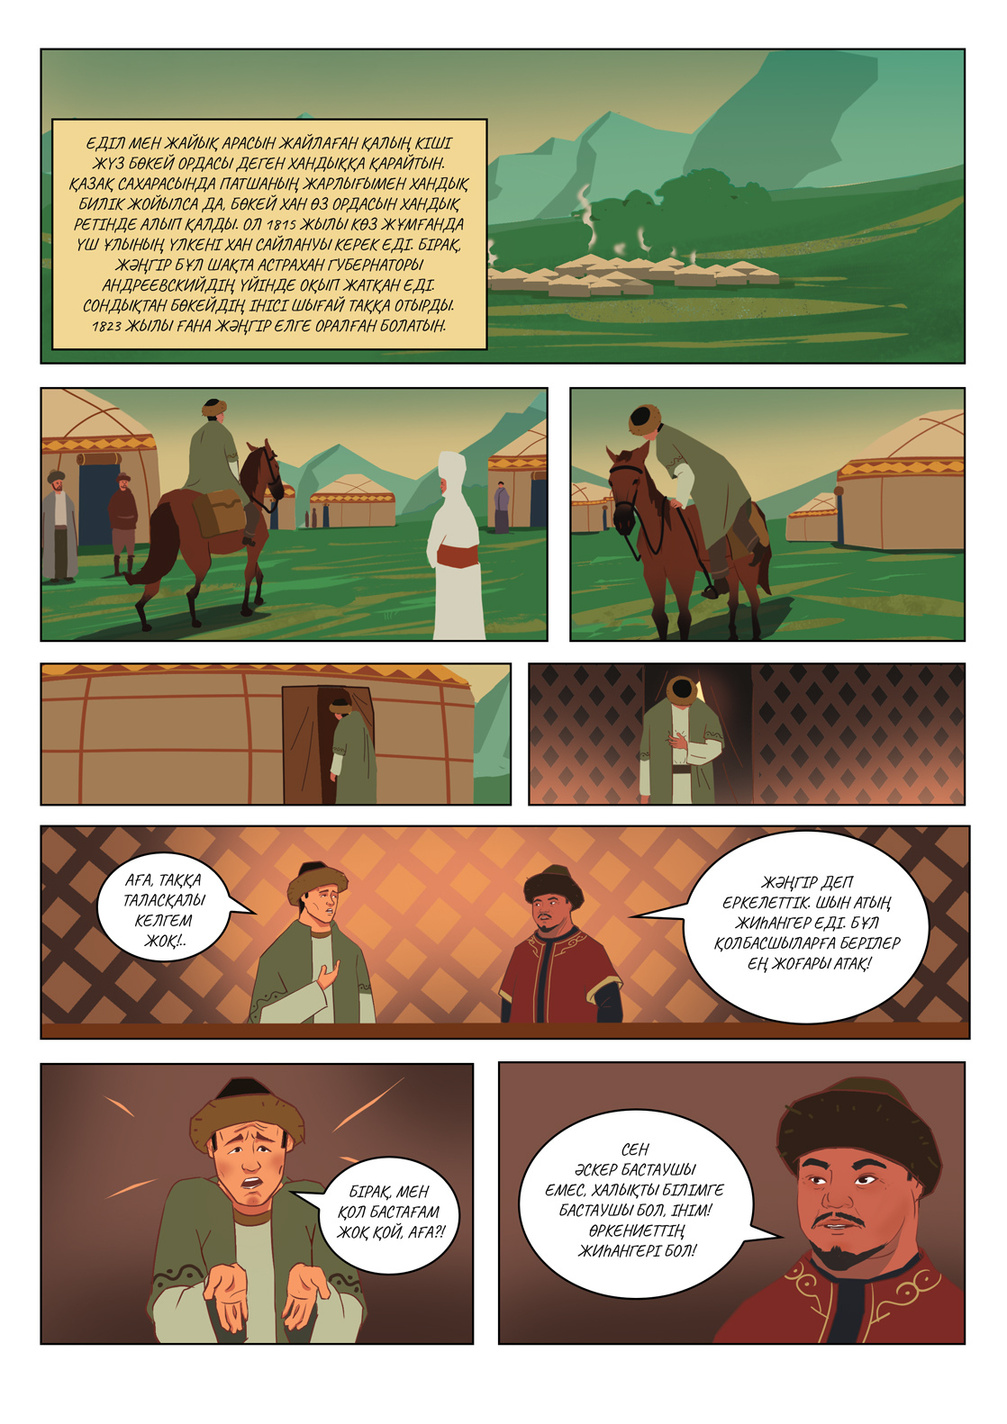 ЕДІЛ МЕН ЖАЙЫҚ АРАСЫН ЖАЙЛАҒАН ҚАЛЫҢ КІШІ
ЖҮЗ БӨКЕЙ ОРДАСЫ ДЕГЕН ХАНДЫҚҚА ҚАРАЙТЫН.
ҚАЗАҚ САХАРАСЫНДА ПАТШАНЫҢ ЖАРЛЫҒЫМЕН ХАНДЫҚ
БИЛІК ЖОЙЫЛСА ДА, БӨКЕЙ ХАН ӨЗ ОРДАСЫН ХАНДЫҚ
РЕТІНДЕ АЛЫП ҚАЛДЫ. ОЛ 1815 ЖЫЛЫ КӨЗ ЖҰМҒАНДА
ҮШ ҰЛЫНЫҢ ҮЛКЕНІ ХАН САЙЛАНУЫ КЕРЕК ЕДІ. БІРАҚ,
ЖӘҢГІР БҰЛ ШАҚТА АСТРАХАН ГУБЕРНАТОРЫ
АНДРЕЕВСКИЙДІҢ ҮЙІНДЕ ОҚЫП ЖАТҚАН ЕДІ.
СОНДЫҚТАН БӨКЕЙДІҢ ІНІСІ ШЫҒАЙ ТАҚҚА ОТЫРДЫ.
1823 ЖЫЛЫ ҒАНА ЖӘҢГІР ЕЛГЕ ОРАЛҒАН БОЛАТЫН.
АҒА, ТАҚҚА
ТАЛАСҚАЛЫ
КЕЛГЕМ
ЖОҚ!..
ЖӘҢГІР ДЕП
ЕРКЕЛЕТТІК. ШЫН АТЫҢ
ЖИҺАНГЕР ЕДІ. БҰЛ
ҚОЛБАСШЫЛАРҒА БЕРІЛЕР
ЕҢ ЖОҒАРЫ АТАҚ!
БІРАҚ, МЕН
ҚОЛ БАСТАҒАМ
ЖОҚ ҚОЙ, АҒА?!
СЕН
ӘСКЕР БАСТАУШЫ
ЕМЕС, ХАЛЫҚТЫ БІЛІМГЕ
БАСТАУШЫ БОЛ, ІНІМ!
ӨРКЕНИЕТТІҢ
ЖИҺАНГЕРІ БОЛ!